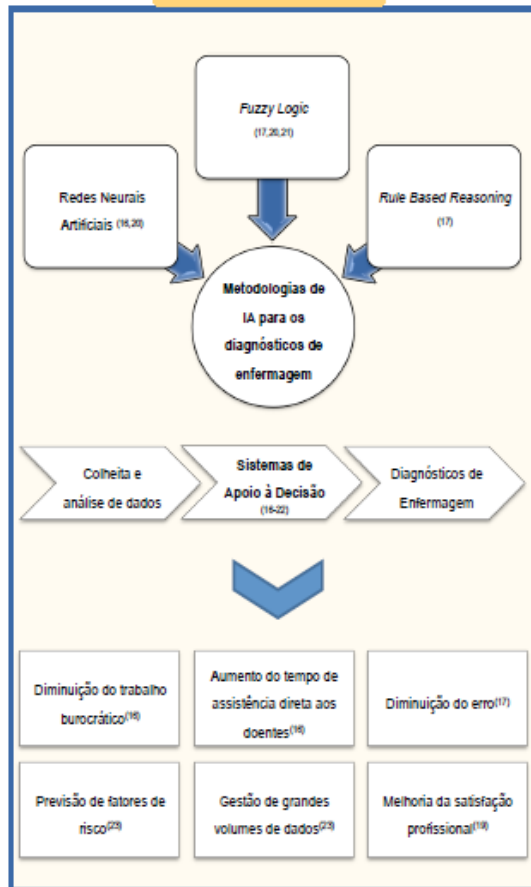 Fuzzy Logic
(17,20,21)
Redes Neurais
Artificiais (16,20)
Rule Based Reasoning
(17)
Metodologias de
IA para os
diagnósticos de
enfermagem
Colheita e
análise de dados
Sistemas de
Apoio à Decisão
(16-22)
Diagnósticos de
Enfermagem
Diminuição do trabalho
burocrático(16)
Aumento do tempo de
assistência direta aos
doentes(16)
Diminuição do erro(17)
Previsão de fatores de
risco(23)
Gestão de grandes
volumes de dados(23)
Melhoria da satisfação
profissional(19)